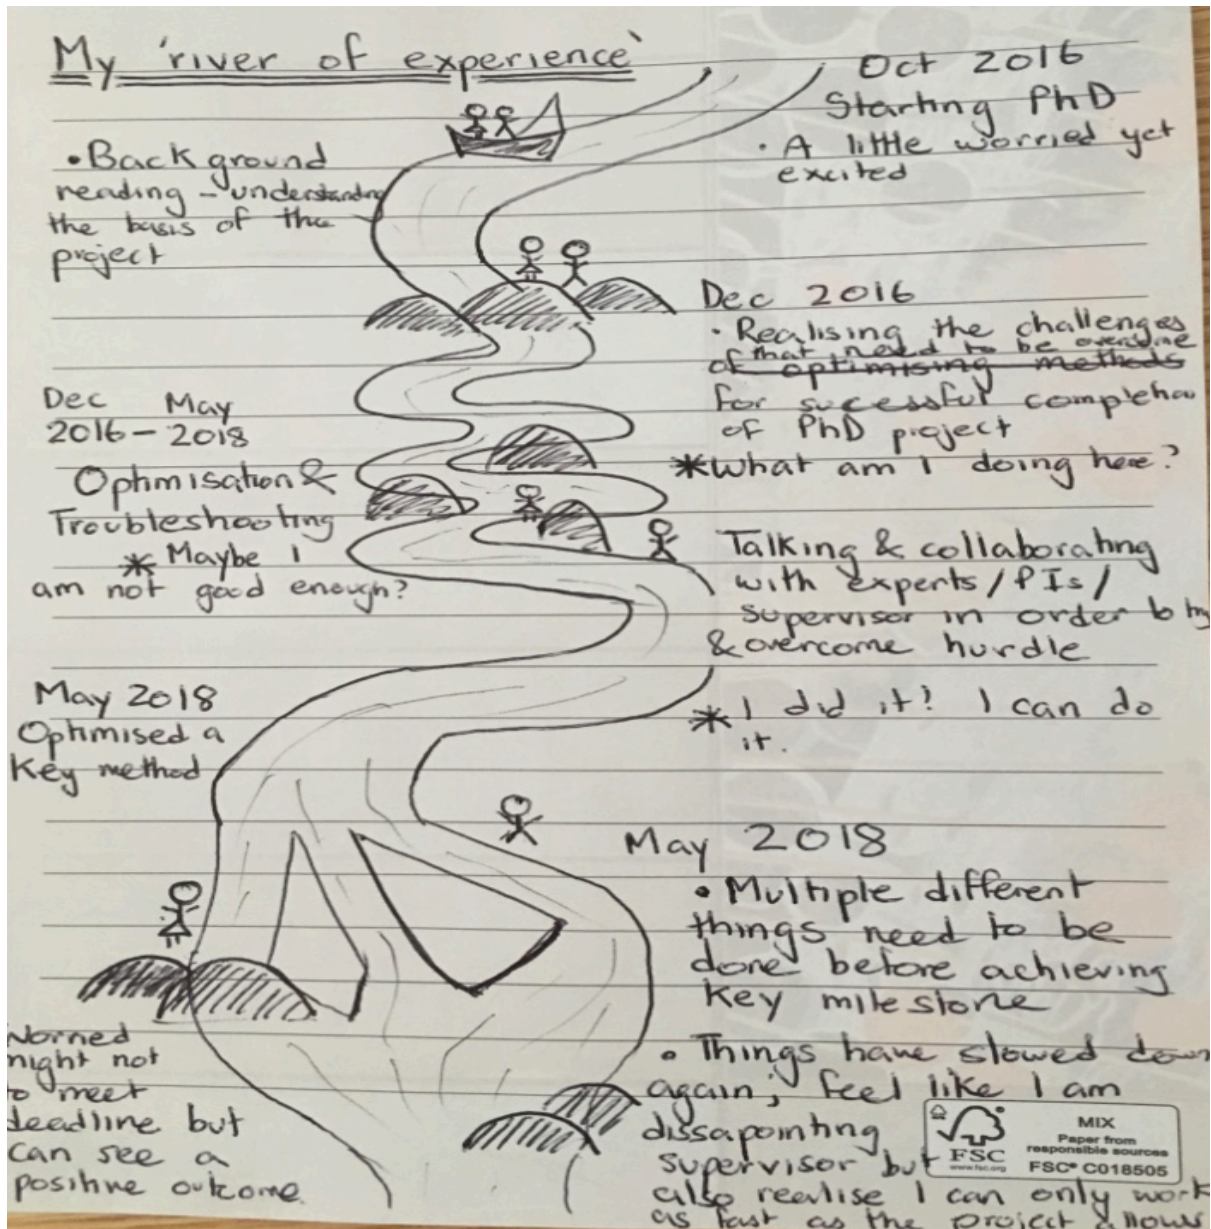 My 'river of experience'
Oct 2016
Starting PhD
· A little worried yet
excited
• Background
reading - understanding
the basis of the
project
Dec 2016
· Realising the challenges
that need to be overcome
of optimising methods
for sucessful completion
of PhD project
* What am I doing here?
Dec May
2016 - 2018
Optimisation &
Troubleshooting
* Maybe I
am not good enough?
Talking & collaborating
with experts / PIs /
supervisor in order to try
& overcome hurdle
* I did it? I can do
it.
May 2018
Optimised a
Key method
May 2018
• Multiple different
things need to be
done before achieving
key milestone
• Things have slowed down
again; feel like I am
dissapointing
supervisor but
also realise I can only work
as fast as the project allows
Worried
might not
to meet
deadline but
can see a
positive outcome.
FSC
www.fsc.org
MIX
Paper from
responsible sources
FSC® C018505